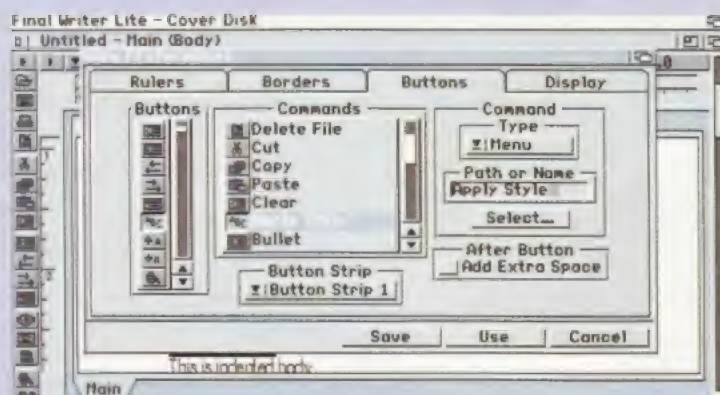 Final Writer Lite - Cover Disk
Untitled - Main (Body)
Rulers
Borders
Buttons
Display
Buttons
Commands
Delete File
Cut
Copy
Paste
Clear
Bullet
Button Strip
Button Strip 1
Command
Type
Menu
Path or Name
Apply Style
Select...
After Button
Add Extra Space
Save
Use
Cancel
This is indented body
Main